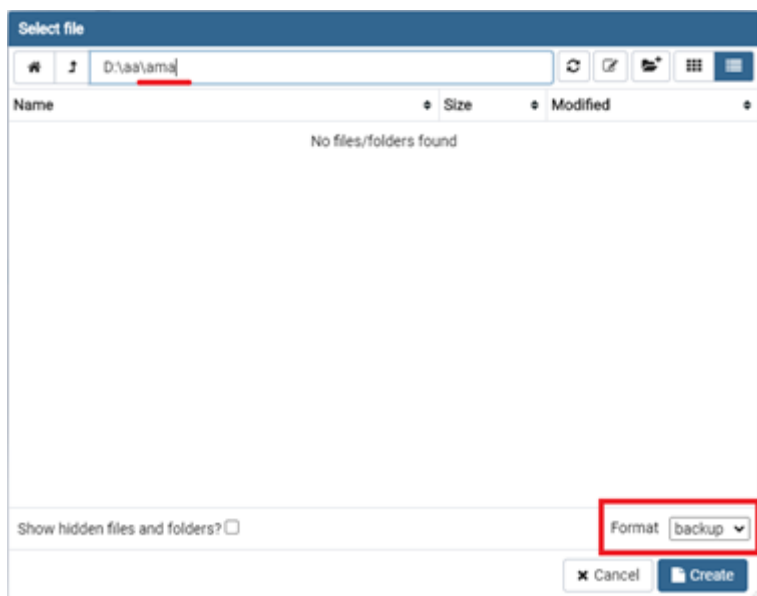 Select file
D:\aa\ama
Name Size Modified
No files/folders found
Show hidden files and folders? Format backup
Cancel Create